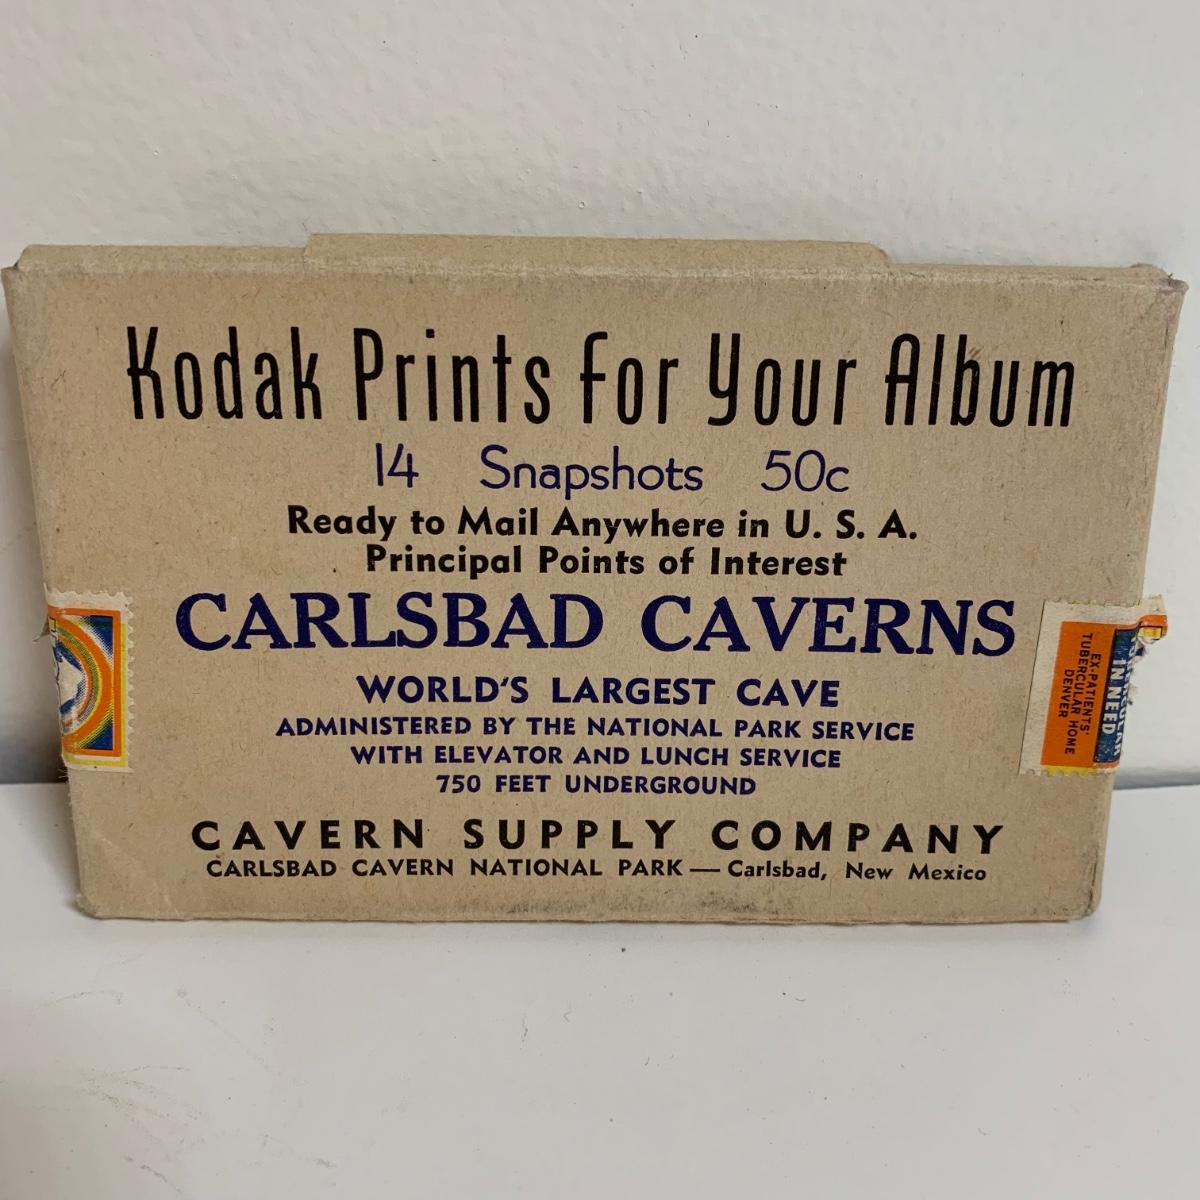 Kodak Prints for Your Album
14 Snapshots 50c
Ready to Mail Anywhere in U. S. A.
Principal Points of Interest
CARLSBAD CAVERNS
WORLD'S LARGEST CAVE
ADMINISTERED BY THE NATIONAL PARK SERVICE
WITH ELEVATOR AND LUNCH SERVICE
750 FEET UNDERGROUND
CAVERN SUPPLY COMPANY
CARLSBAD CAVERN NATIONAL PARK — Carlsbad, New Mexico
IN NEED
EX-PATIENTS'
TUBERCULAR HOME
DENVER